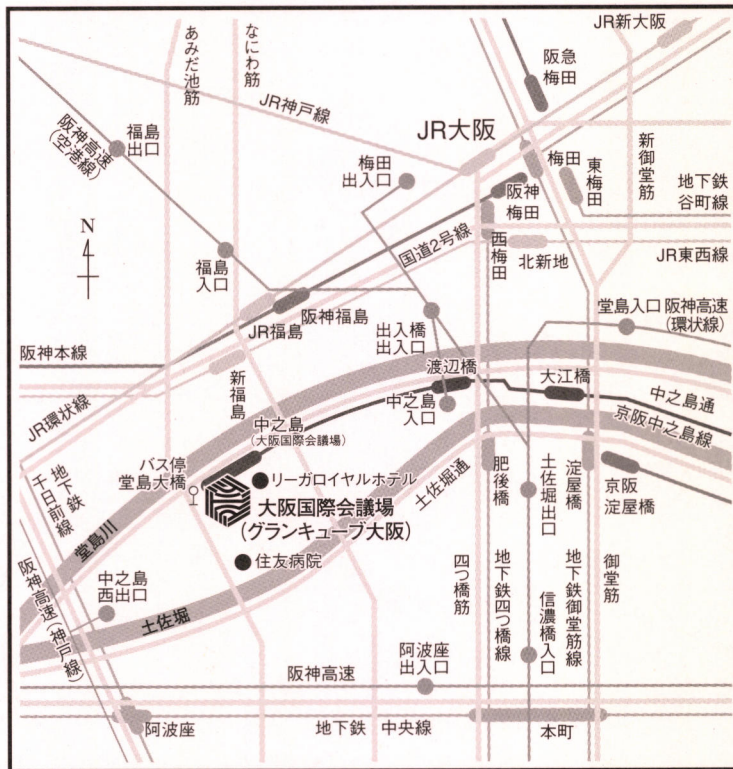 JR新大阪
あみだ池筋
なにわ筋
阪急
梅田
JR神戸線
JR大阪
阪神高速
(空港線)
福島
出口
梅田
出入口
梅田
東梅田
新御堂筋
地下鉄
谷町線
阪神
梅田
N
国道2号線
西梅田
北新地
JR東西線
福島
入口
堂島入口
阪神高速
(環状線)
JR福島
阪神福島
出入橋
出入口
阪神本線
渡辺橋
大江橋
新福島
中之島
入口
中之島通
京阪中之島線
JR環状線
中之島
(大阪国際会議場)
バス停
堂島大橋
リーガロイヤルホテル
土佐堀通
地下鉄
千日前線
大阪国際会議場
(グランキューブ大阪)
肥後橋
土佐堀出口
淀屋橋
京阪
淀屋橋
堂島川
住友病院
阪神高速(神戸線)
中之島
西出口
土佐堀
四つ橋筋
地下鉄四つ橋線
信濃橋入口
地下鉄御堂筋線
御堂筋
阿波座
出入口
阪神高速
阿波座
地下鉄
中央線
本町